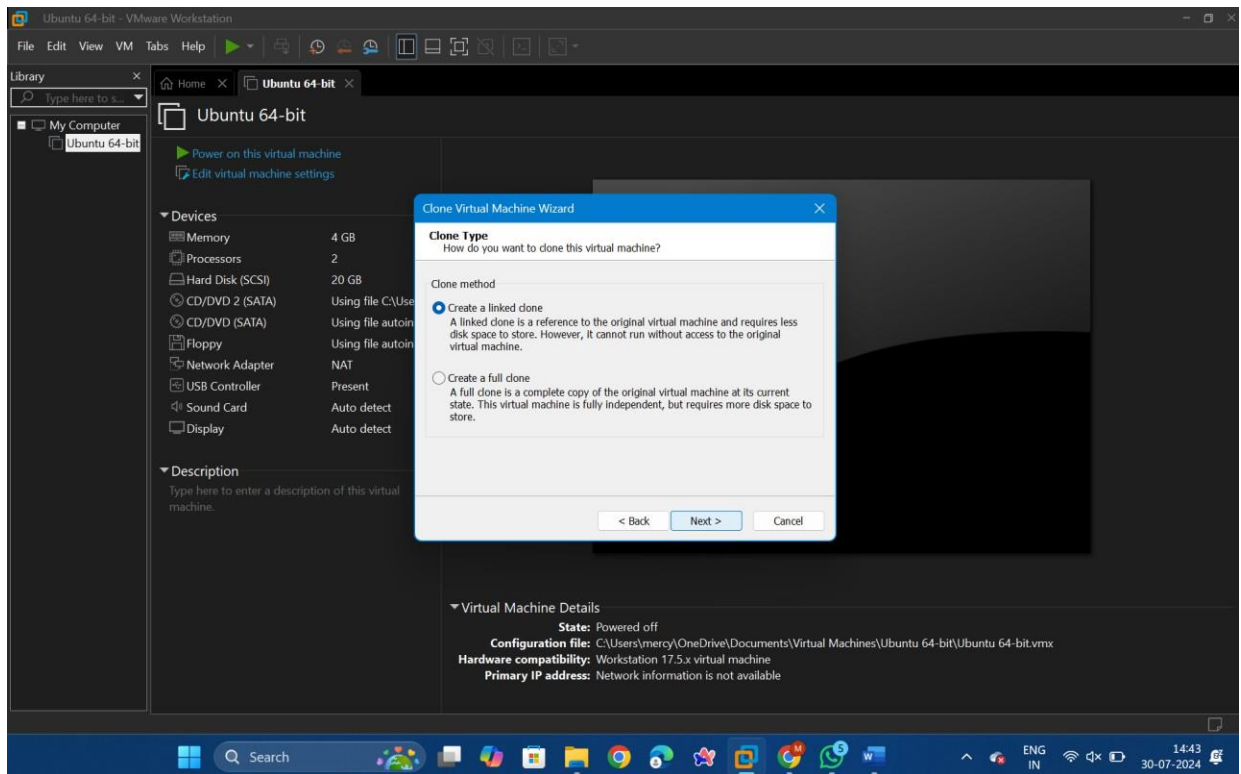 Ubuntu 64-bit - VMware Workstation
File Edit View VM Tabs Help
Library
Type here to s...
My Computer
Ubuntu 64-bit
Home
Ubuntu 64-bit
Ubuntu 64-bit
Power on this virtual machine
Edit virtual machine settings
Devices
Memory 4 GB
Processors 2
Hard Disk (SCSI) 20 GB
CD/DVD 2 (SATA) Using file C:\Use
CD/DVD (SATA) Using file autoin
Floppy Using file autoin
Network Adapter NAT
USB Controller Present
Sound Card Auto detect
Display Auto detect
Description
Type here to enter a description of this virtual
machine.
Clone Virtual Machine Wizard
Clone Type
How do you want to clone this virtual machine?
Clone method
Create a linked clone
A linked clone is a reference to the original virtual machine and requires less
disk space to store. However, it cannot run without access to the original
virtual machine.
Create a full clone
A full clone is a complete copy of the original virtual machine at its current
state. This virtual machine is fully independent, but requires more disk space to
store.
< Back Next > Cancel
Virtual Machine Details
State: Powered off
Configuration file: C:\Users\mercy\OneDrive\Documents\Virtual Machines\Ubuntu 64-bit\Ubuntu 64-bit.vmx
Hardware compatibility: Workstation 17.5.x virtual machine
Primary IP address: Network information is not available
Search
5
ENG
IN
14:43
30-07-2024